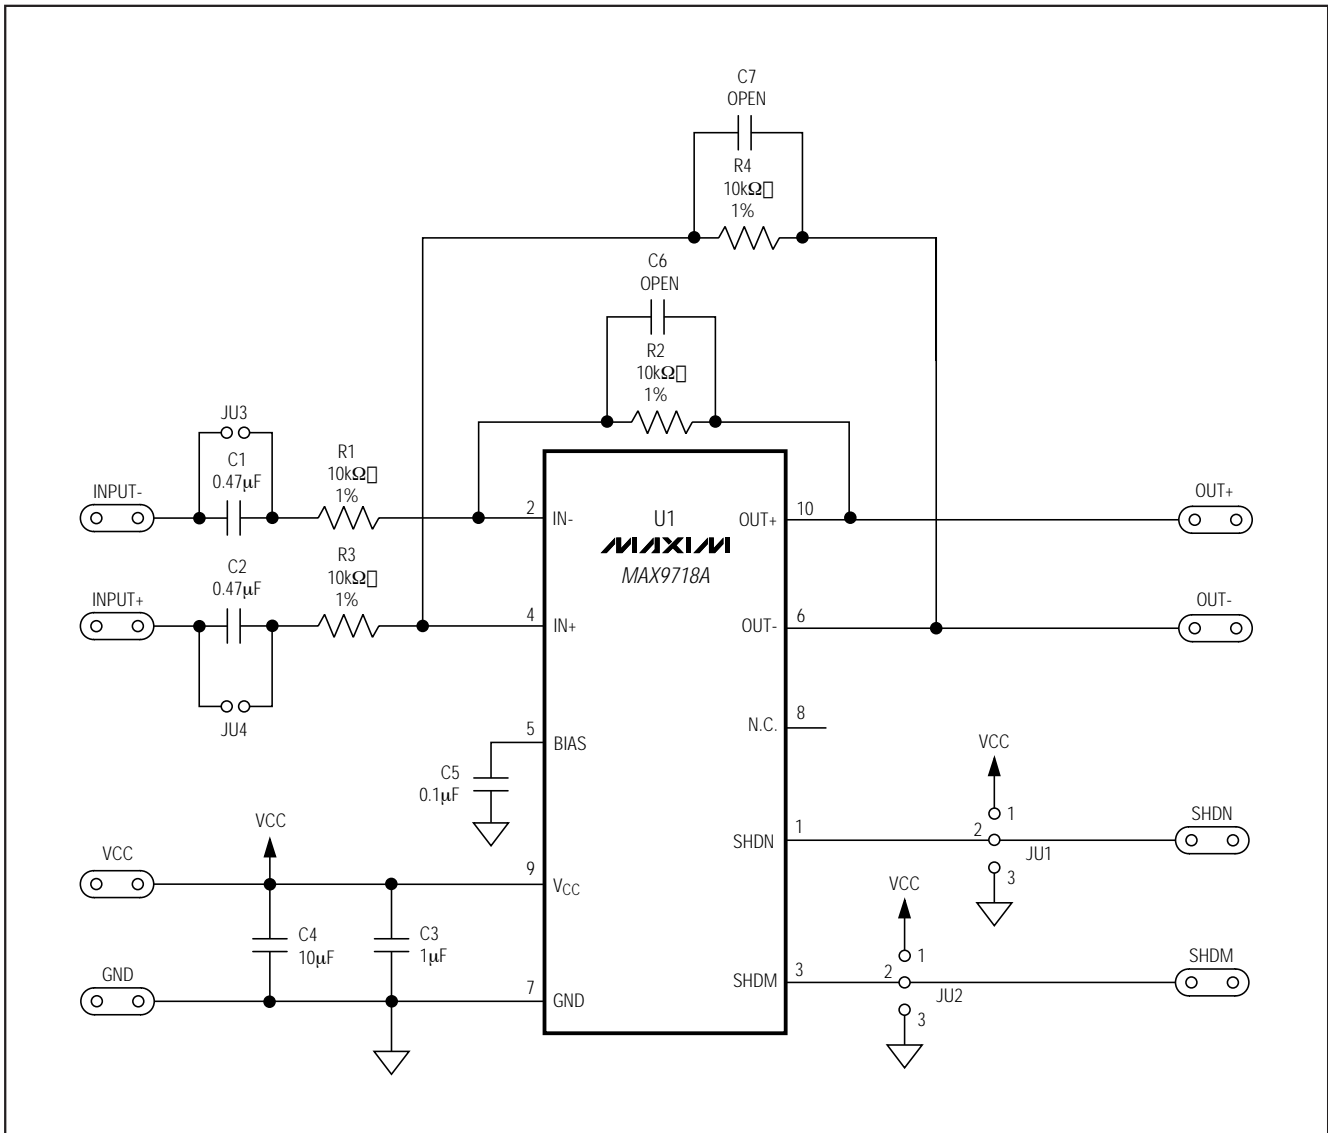 C7
OPEN
R4
10kΩ▯
1%
C6
OPEN
R2
10kΩ▯
1%
JU3
C1
0.47μF
R1
10kΩ▯
1%
INPUT-
2
IN-
U1
MAXIM
MAX9718A
OUT+
10
OUT+
C2
0.47μF
R3
10kΩ▯
1%
INPUT+
4
IN+
OUT-
6
OUT-
JU4
5
BIAS
N.C.
8
C5
0.1μF
VCC
1
2
3
JU1
SHDN
1
SHDN
VCC
VCC
9
VCC
C4
10μF
C3
1μF
GND
7
GND
VCC
1
2
3
JU2
SHDM
3
SHDM